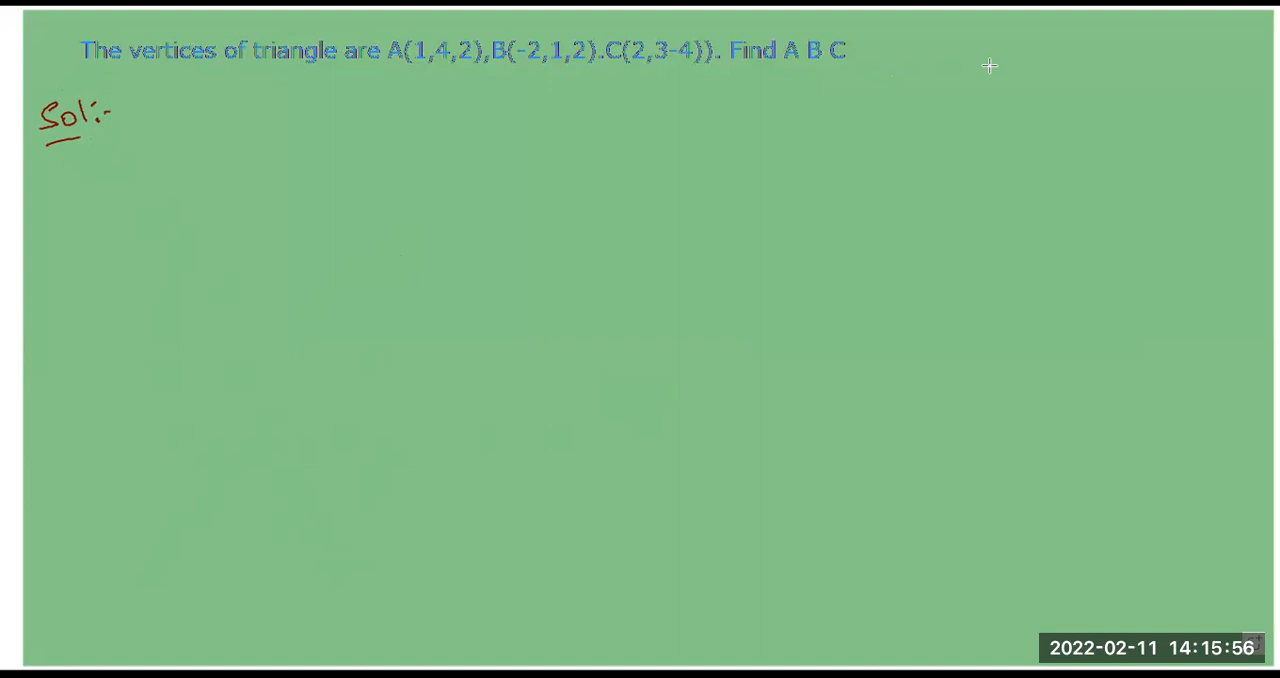 The vertices of triangle are A(1,4,2),B(-2,1,2).C(2,3-4)). Find A B C
Sol:-
2022-02-11 14:15:56